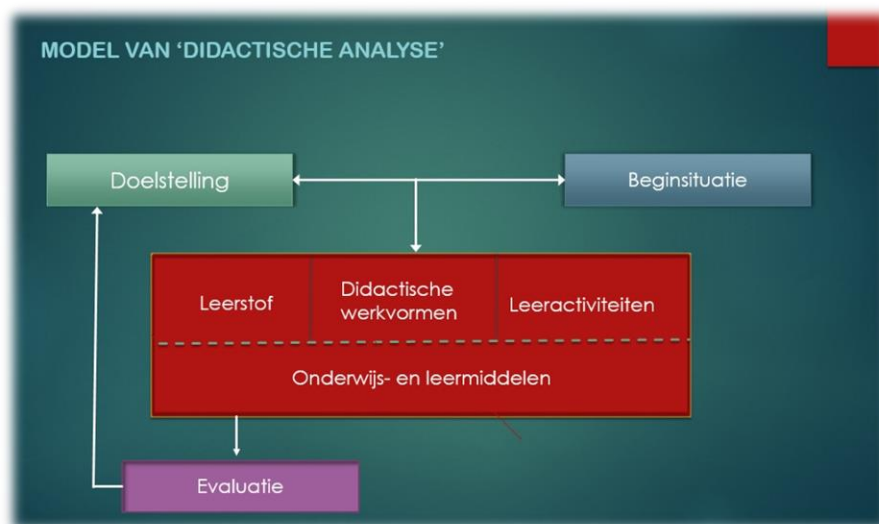 MODEL VAN ‘DIDACTISCHE ANALYSE’
Doelstelling
Beginsituatie
Leerstof
Didactische
werkvormen
Leeractiviteiten
Onderwijs- en leermiddelen
Evaluatie